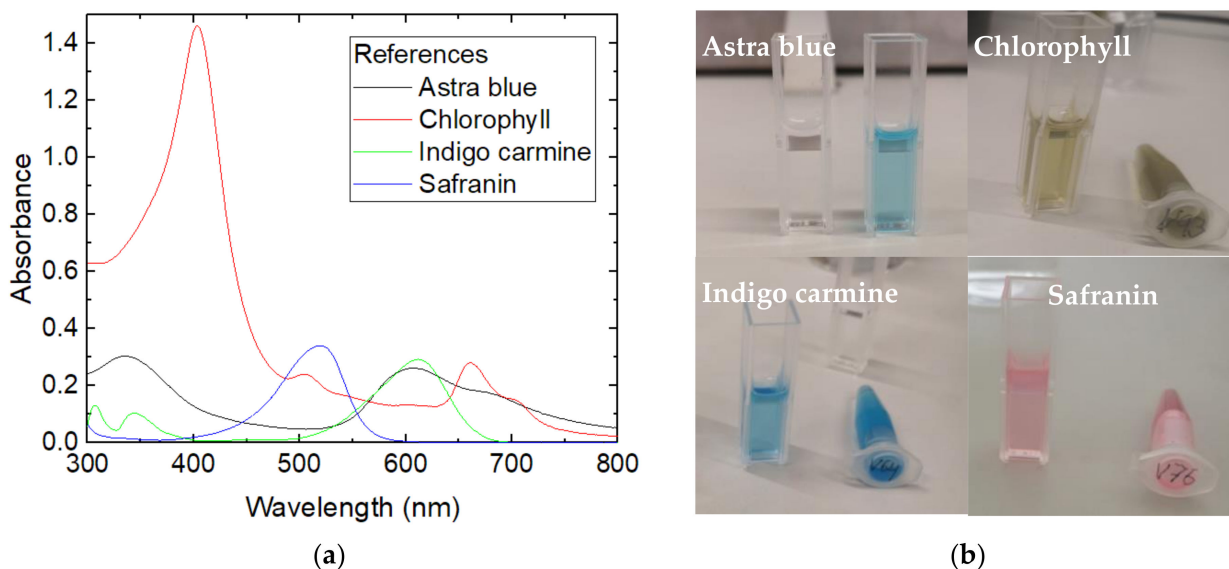 References
Astra blue
Chlorophyll
Indigo carmine
Safranin
Absorbance
1.4
1.2
1.0
0.8
0.6
0.4
0.2
0.0
300 400 500 600 700 800
Wavelength (nm)
(a)
Astra blue
Chlorophyll
Indigo carmine
Safranin
V64
V76
(b)